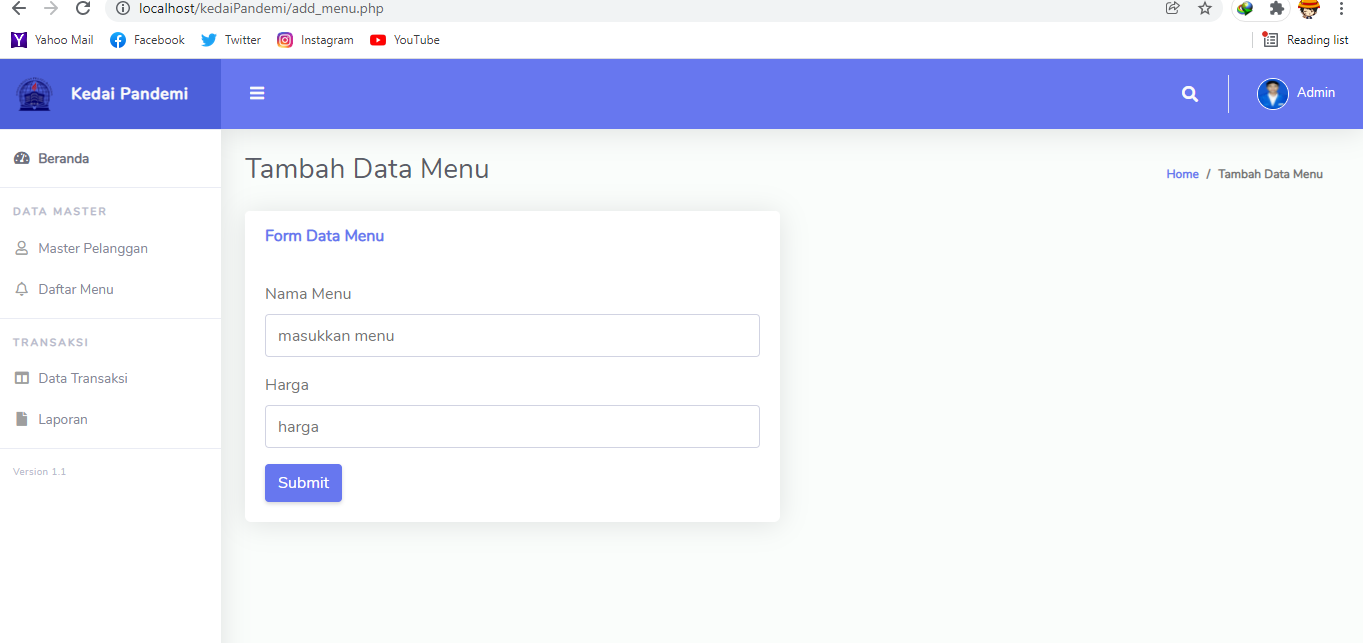 localhost/kedaiPandemi/add_menu.php
Yahoo Mail Facebook Twitter Instagram YouTube Reading list
Kedai Pandemi Admin
Beranda
Tambah Data Menu
Home / Tambah Data Menu
DATA MASTER
Master Pelanggan
Daftar Menu
TRANSAKSI
Data Transaksi
Laporan
Version 1.1
Form Data Menu
Nama Menu
masukkan menu
Harga
harga
Submit